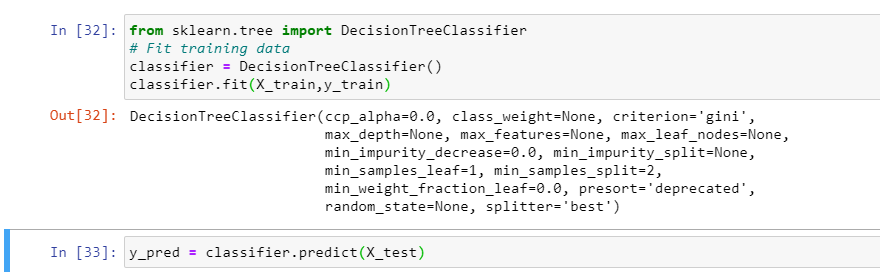 In [32]: from sklearn.tree import DecisionTreeClassifier
# Fit training data
classifier = DecisionTreeClassifier()
classifier.fit(X_train,y_train)
Out[32]: DecisionTreeClassifier(ccp_alpha=0.0, class_weight=None, criterion='gini',
max_depth=None, max_features=None, max_leaf_nodes=None,
min_impurity_decrease=0.0, min_impurity_split=None,
min_samples_leaf=1, min_samples_split=2,
min_weight_fraction_leaf=0.0, presort='deprecated',
random_state=None, splitter='best')
In [33]: y_pred = classifier.predict(X_test)